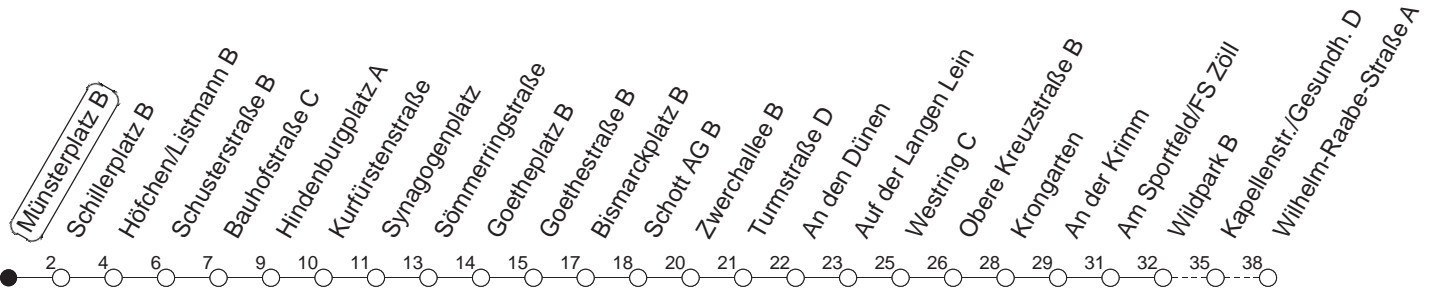 Münsterplatz B
Schillerplatz B
Höfchen/Listmann B
Schusterstraße B
Bauhofstraße C
Hindenburgplatz A
Kurfürstenstraße
Synagogenplatz
Sömmerringstraße
Goetheplatz B
Goethestraße B
Bismarckplatz B
Schott AG B
Zwerchallee B
Turmstraße D
An den Dünen
Auf der Langen Lein
Westring C
Obere Kreuzstraße B
Krongarten
An der Krimm
Am Sportfeld/FS Zöll
Wildpark B
Kapellenstr./Gesundh. D
Wilhelm-Raabe-Straße A
2 4 6 7 9 10 11 13 14 15 17 18 20 21 22 23 25 26 28 29 31 32 35 38